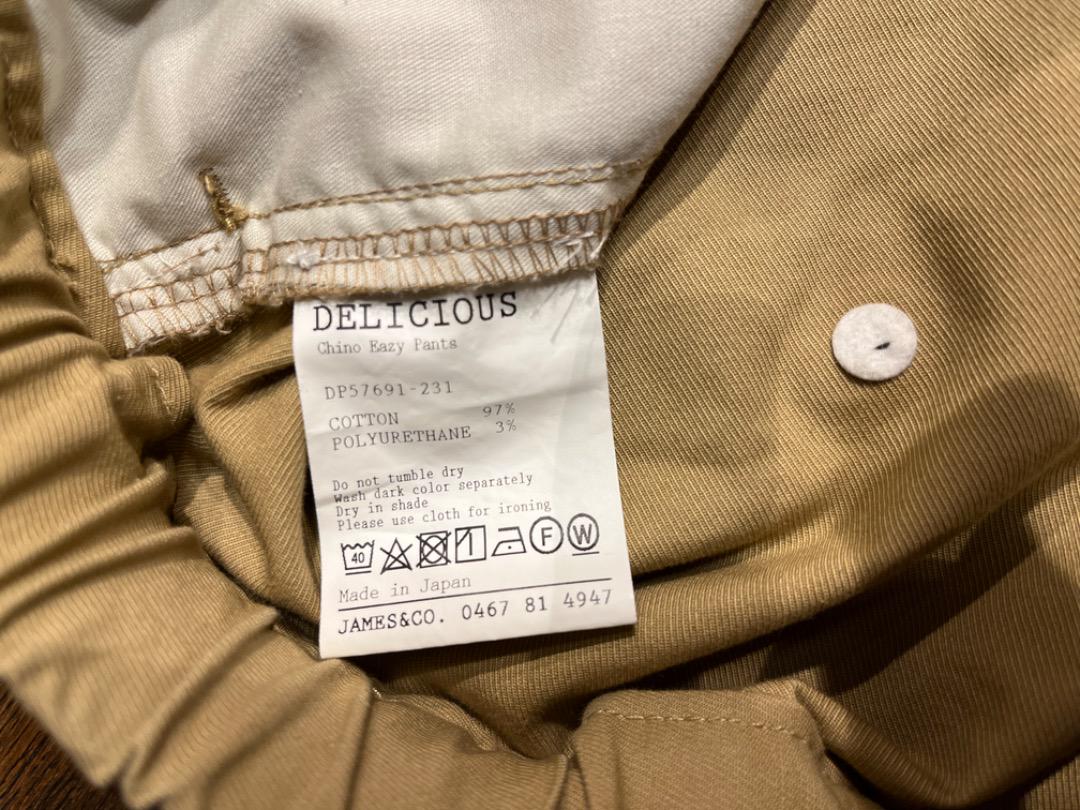 DELICIOUS
Chino Eazy Pants
DP57691-231
COTTON 97%
POLYURETHANE 3%
Do not tumble dry
Wash dark color separately
Dry in shade
Please use cloth for ironing
40 F W
Made in Japan
JAMES&CO. 0467 81 4947